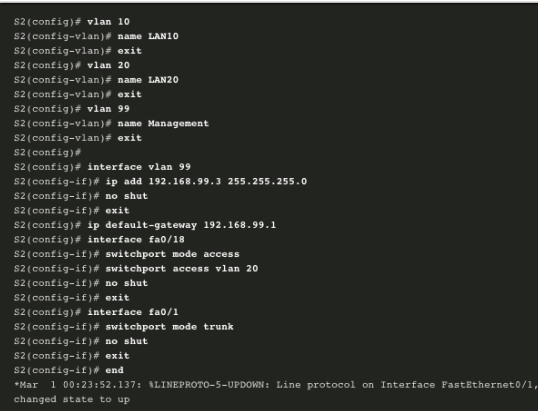 S2(config)# vlan 10
S2(config-vlan)# name LAN10
S2(config-vlan)# exit
S2(config)# vlan 20
S2(config-vlan)# name LAN20
S2(config-vlan)# exit
S2(config)# vlan 99
S2(config-vlan)# name Management
S2(config-vlan)# exit
S2(config)#
S2(config)# interface vlan 99
S2(config-if)# ip add 192.168.99.3 255.255.255.0
S2(config-if)# no shut
S2(config-if)# exit
S2(config)# ip default-gateway 192.168.99.1
S2(config)# interface fa0/18
S2(config-if)# switchport mode access
S2(config-if)# switchport access vlan 20
S2(config-if)# no shut
S2(config-if)# exit
S2(config)# interface fa0/1
S2(config-if)# switchport mode trunk
S2(config-if)# no shut
S2(config-if)# exit
S2(config-if)# end
*Mar  1 00:23:52.137: %LINEPROTO-5-UPDOWN: Line protocol on Interface FastEthernet0/1,
changed state to up